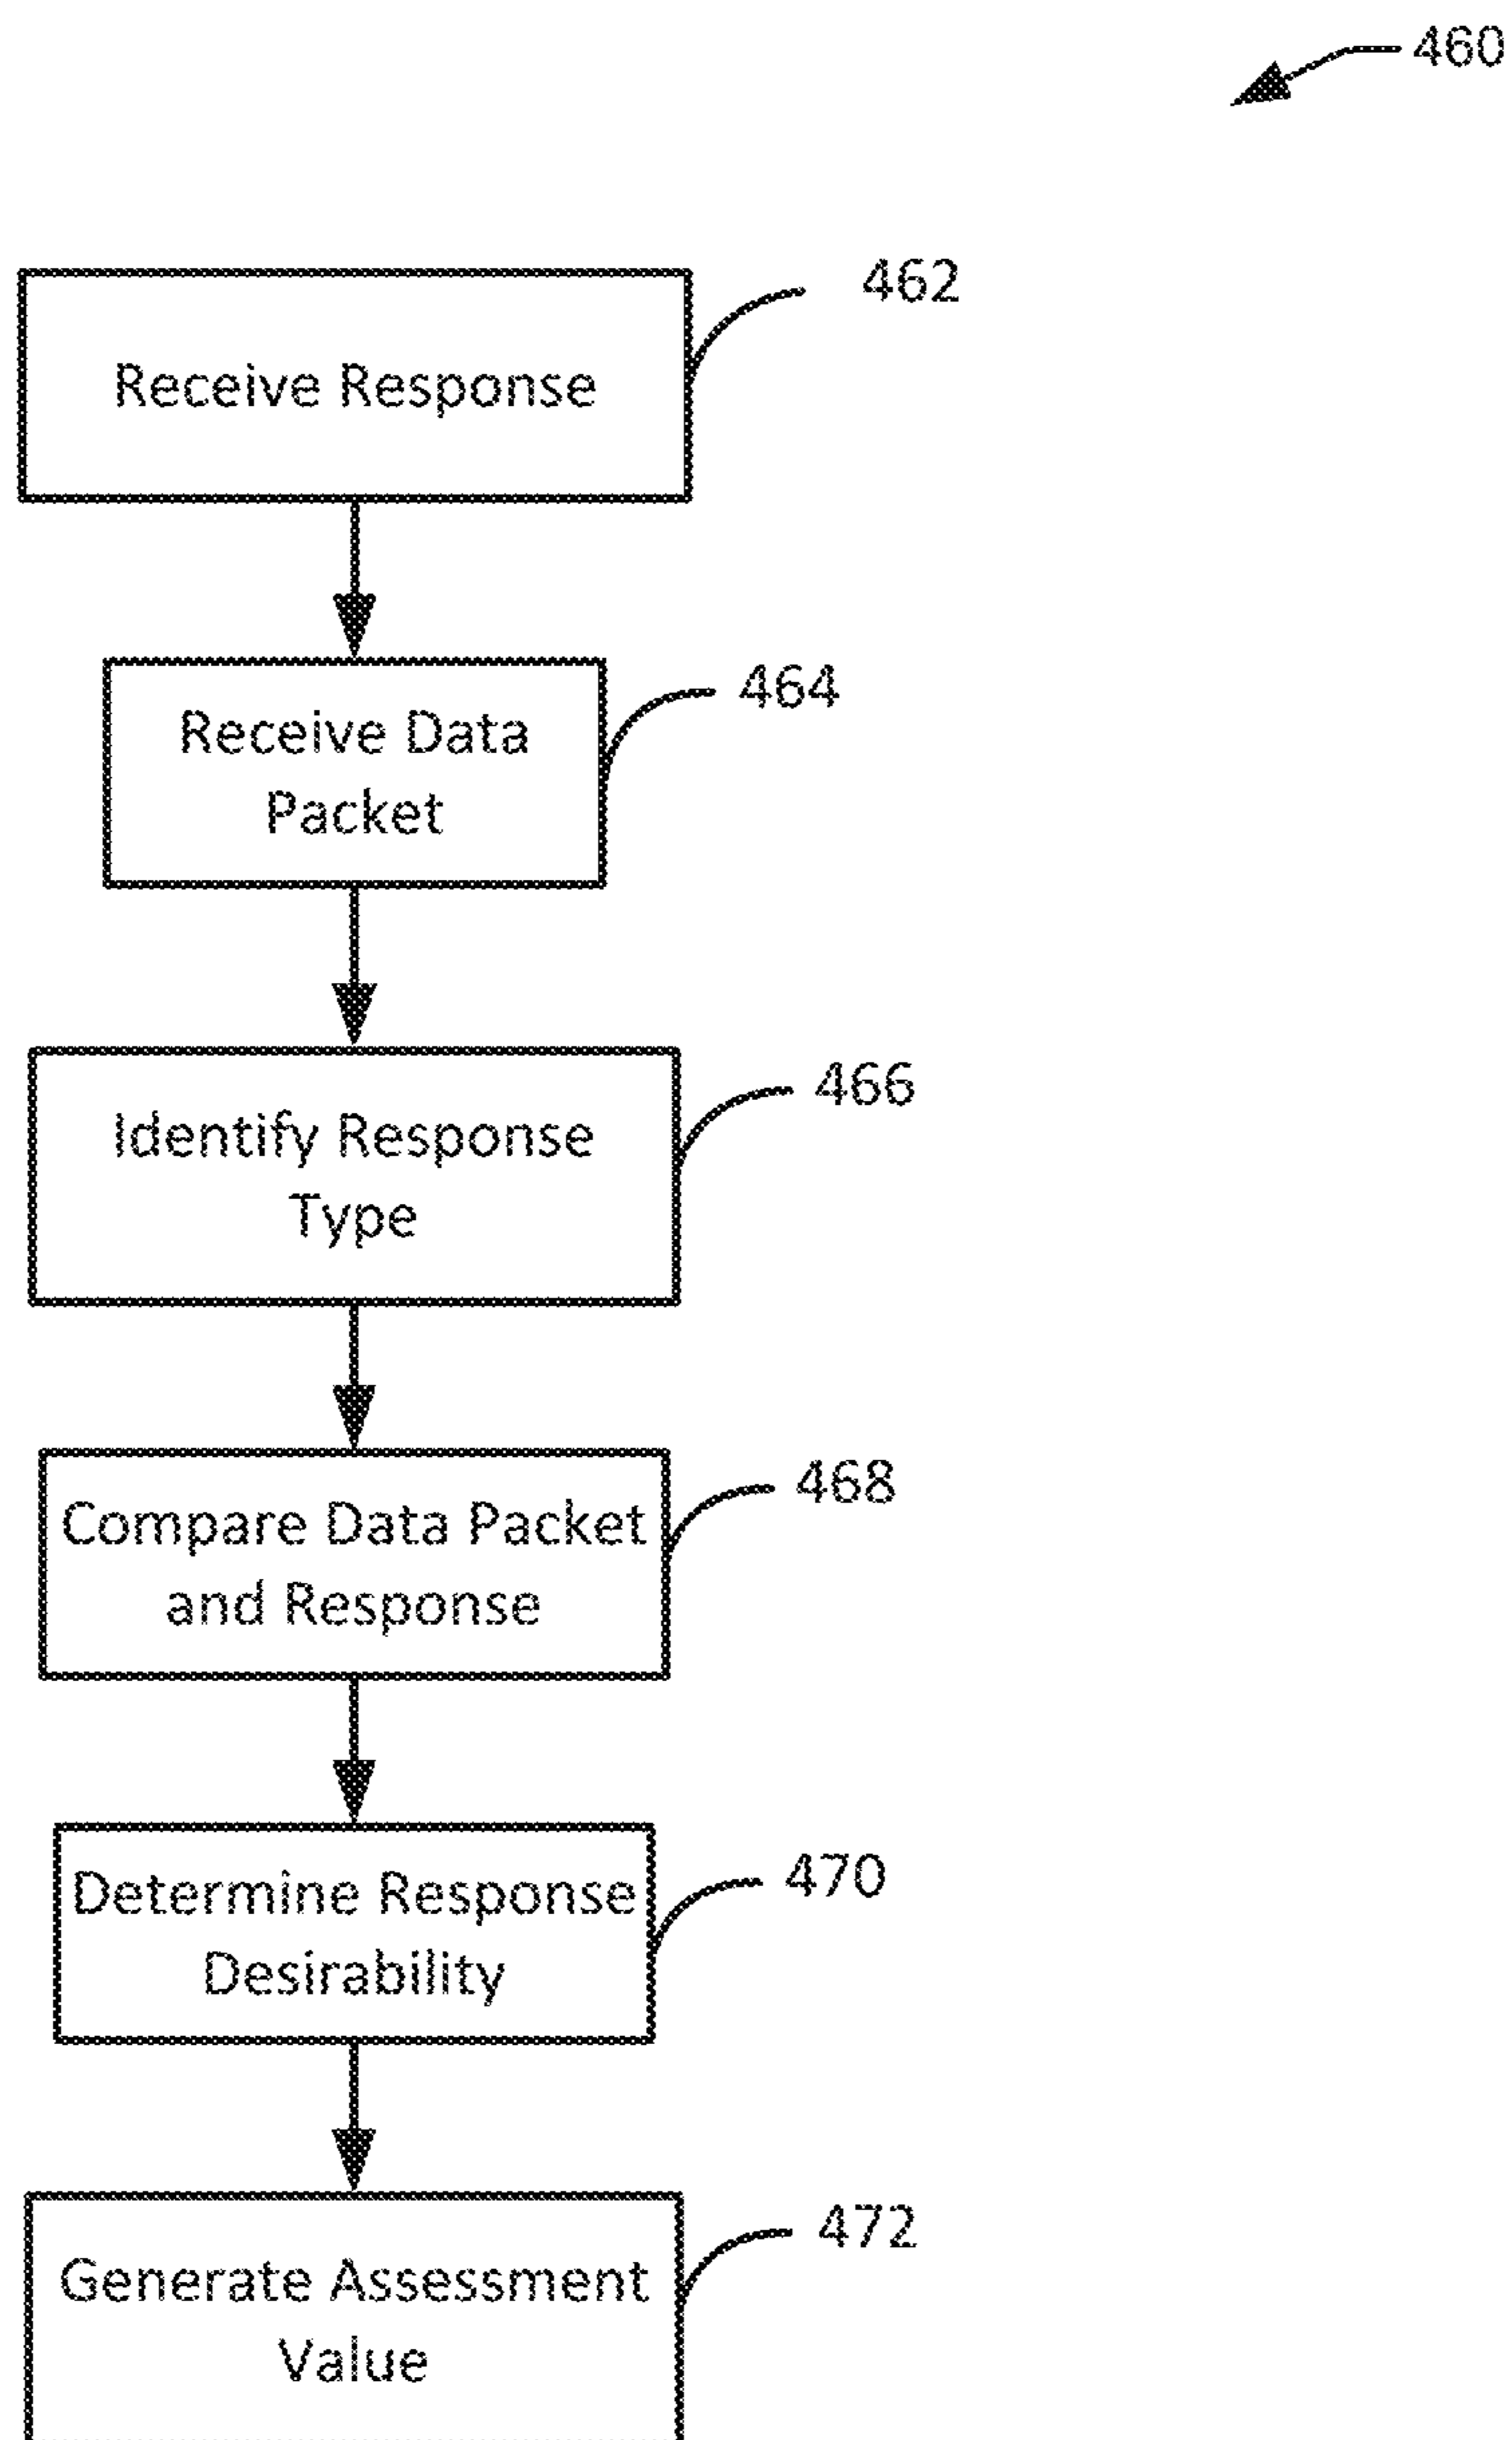 460
462
Receive Response
464
Receive Data
Packet
466
Identify Response
Type
468
Compare Data Packet
and Response
470
Determine Response
Desirability
472
Generate Assessment
Value